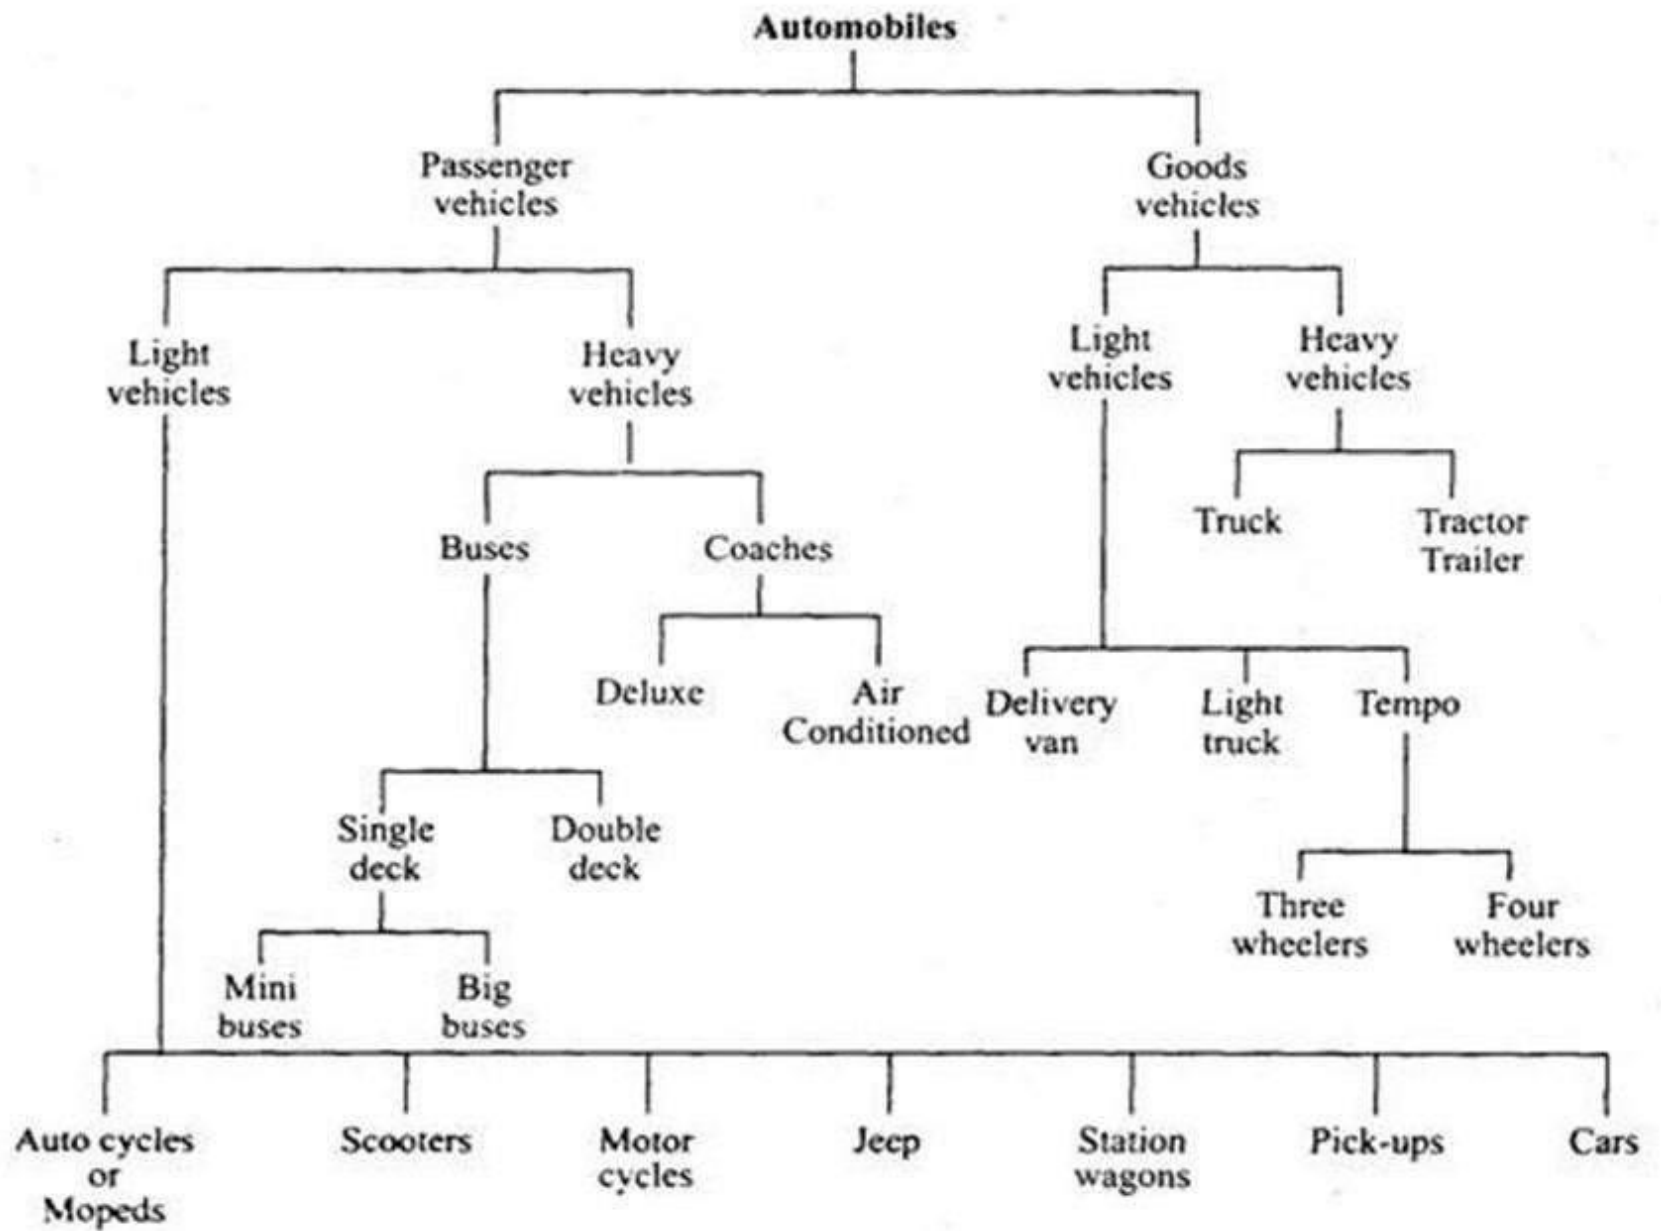 Automobiles
Passenger
vehicles
Goods
vehicles
Light
vehicles
Heavy
vehicles
Light
vehicles
Heavy
vehicles
Buses
Coaches
Truck
Tractor
Trailer
Deluxe
Air
Conditioned
Delivery
van
Light
truck
Tempo
Single
deck
Double
deck
Three
wheelers
Four
wheelers
Mini
buses
Big
buses
Auto cycles
or
Mopeds
Scooters
Motor
cycles
Jeep
Station
wagons
Pick-ups
Cars